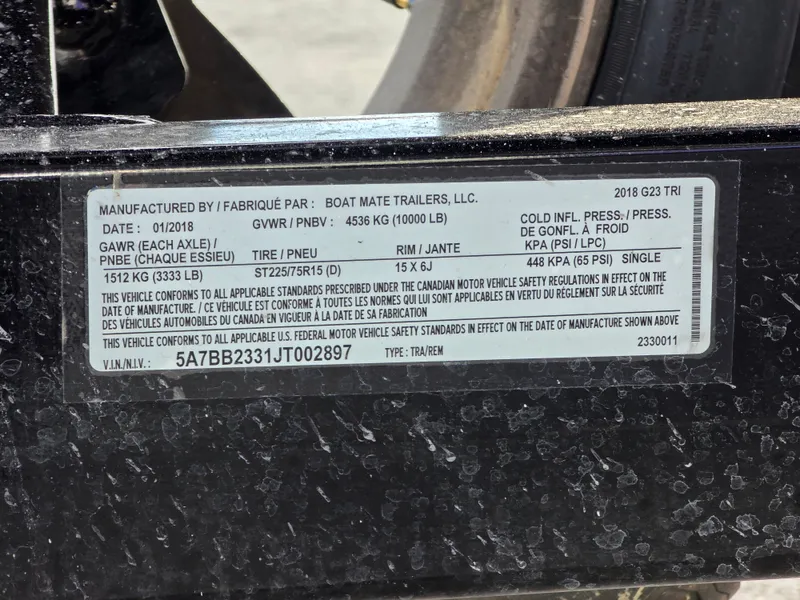 MANUFACTURED BY / FABRIQUÉ PAR : BOAT MATE TRAILERS, LLC. 2018 G23 TRI
DATE : 01/2018 GVWR / PNBV : 4536 KG (10000 LB)
COLD INFL. PRESS. / PRESS.
DE GONFL. À FROID
GAWR (EACH AXLE) /
PNBE (CHAQUE ESSIEU) TIRE / PNEU RIM / JANTE KPA (PSI / LPC)
1512 KG (3333 LB) ST225/75R15 (D) 15 X 6J 448 KPA (65 PSI) SINGLE
THIS VEHICLE CONFORMS TO ALL APPLICABLE STANDARDS PRESCRIBED UNDER THE CANADIAN MOTOR VEHICLE SAFETY REGULATIONS IN EFFECT ON THE
DATE OF MANUFACTURE. / CE VÉHICULE EST CONFORME À TOUTES LES NORMES QUI LUI SONT APPLICABLES EN VERTU DU RÉGLEMENT SUR LA SÉCURITÉ
DES VÉHICULES AUTOMOBILES DU CANADA EN VIGUEUR À LA DATE DE SA FABRICATION
THIS VEHICLE CONFORMS TO ALL APPLICABLE U.S. FEDERAL MOTOR VEHICLE SAFETY STANDARDS IN EFFECT ON THE DATE OF MANUFACTURE SHOWN ABOVE
V.I.N./N.I.V. : 5A7BB2331JT002897 TYPE : TRA/REM 2330011